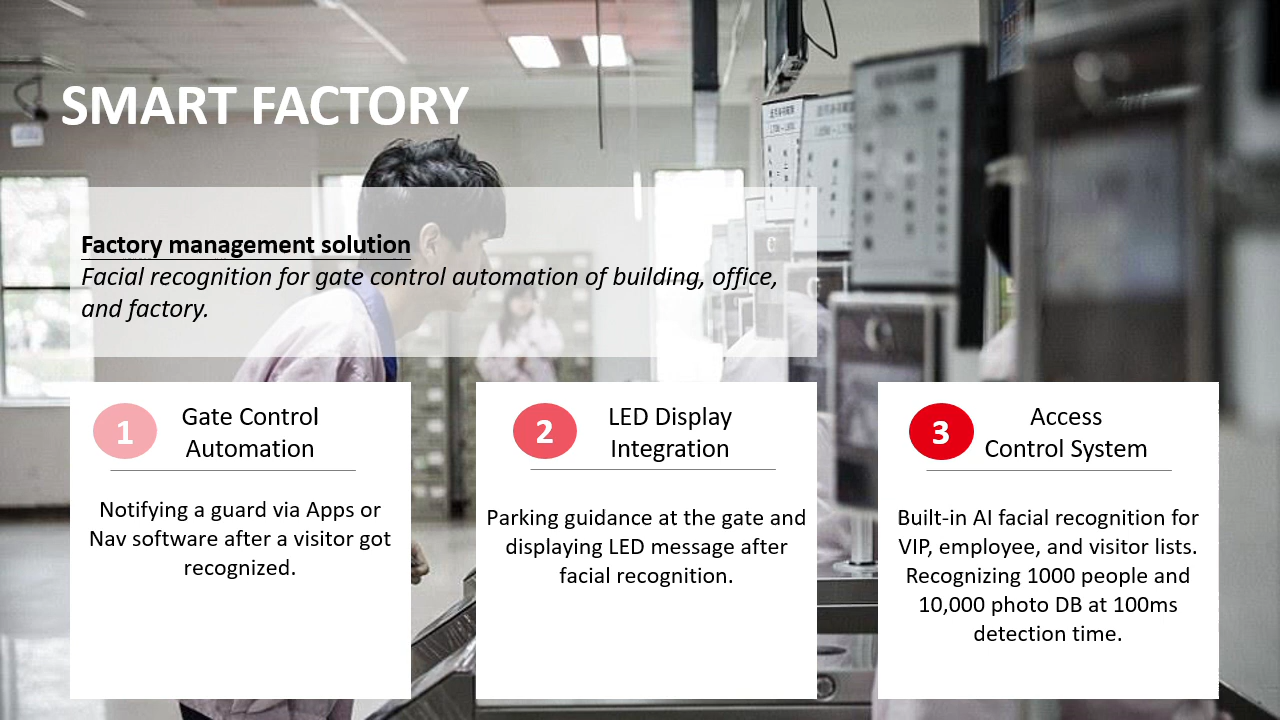 SMART FACTORY
Factory management solution
Facial recognition for gate control automation of building, office,
and factory.
1
Gate Control
Automation
Notifying a guard via Apps or
Nav software after a visitor got
recognized.
2
LED Display
Integration
Parking guidance at the gate and
displaying LED message after
facial recognition.
3
Access
Control System
Built-in AI facial recognition for
VIP, employee, and visitor lists.
Recognizing 1000 people and
10,000 photo DB at 100ms
detection time.